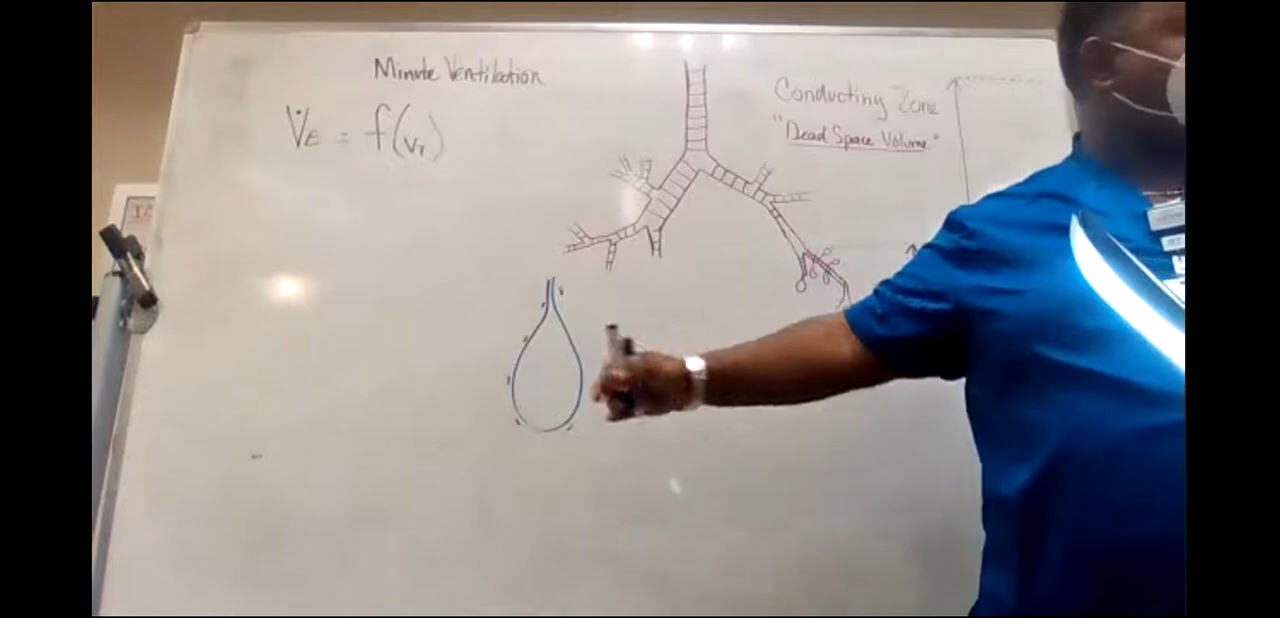 Minute Ventilation
V̇E = f(VT)
Conducting Zone
"Dead Space Volume"